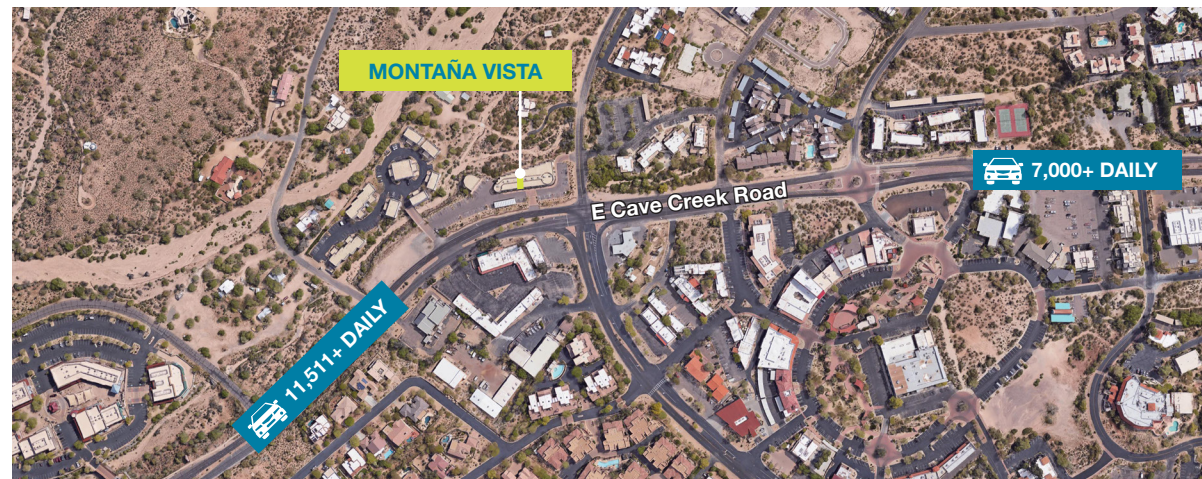 MONTAÑA VISTA
7,000+ DAILY
E Cave Creek Road
11,511+ DAILY